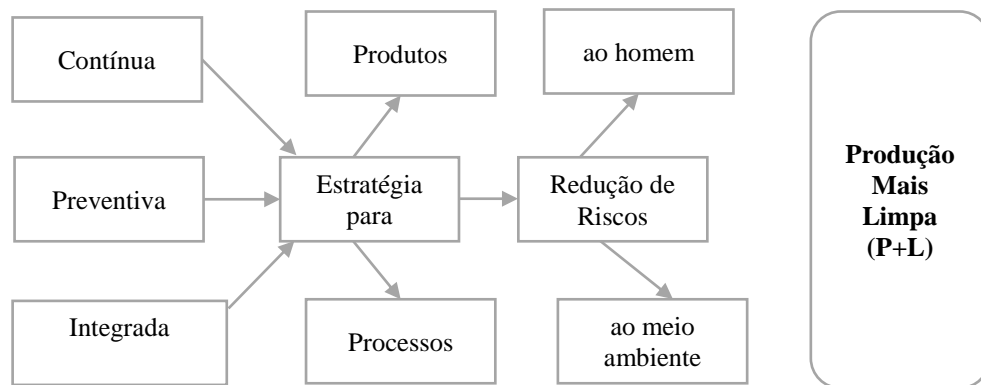 Contínua
Produtos
ao homem
Preventiva
Estratégia
para
Redução de
Riscos
Produção
Mais
Limpa
(P+L)
Integrada
Processos
ao meio
ambiente